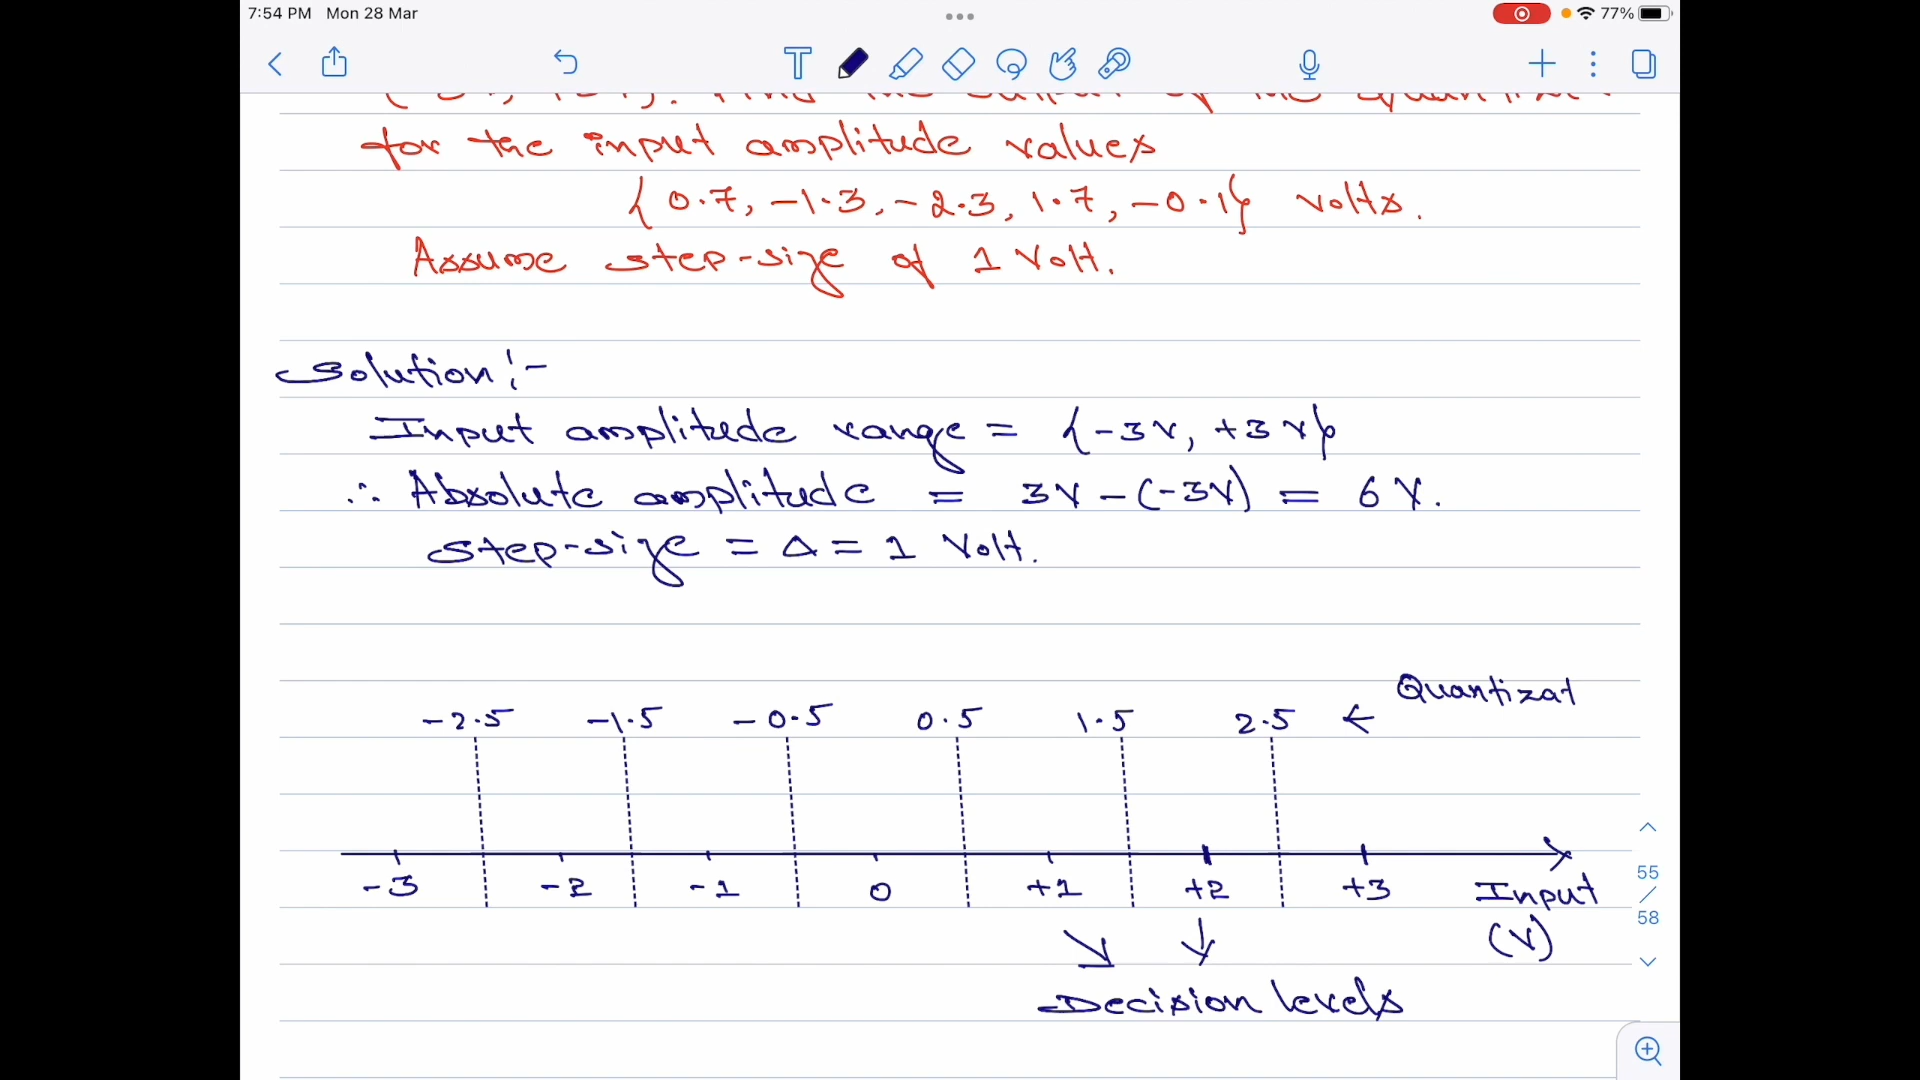 7:54 PM Mon 28 Mar
77%
for the input amplitude values
{ 0.7, -1.3, -2.3, 1.7, -0.1} volts.
Assume step-size of 1 Volt.
Solution :-
Input amplitude range = {-3V, +3V}
∴ Absolute amplitude = 3V - (-3V) = 6V.
step-size = Δ = 1 Volt.
Quantizat
-2.5 -1.5 -0.5 0.5 1.5 2.5 ←
-3 -2 -1 0 +1 +2 +3 Input
(V)
Decision levels
55
58